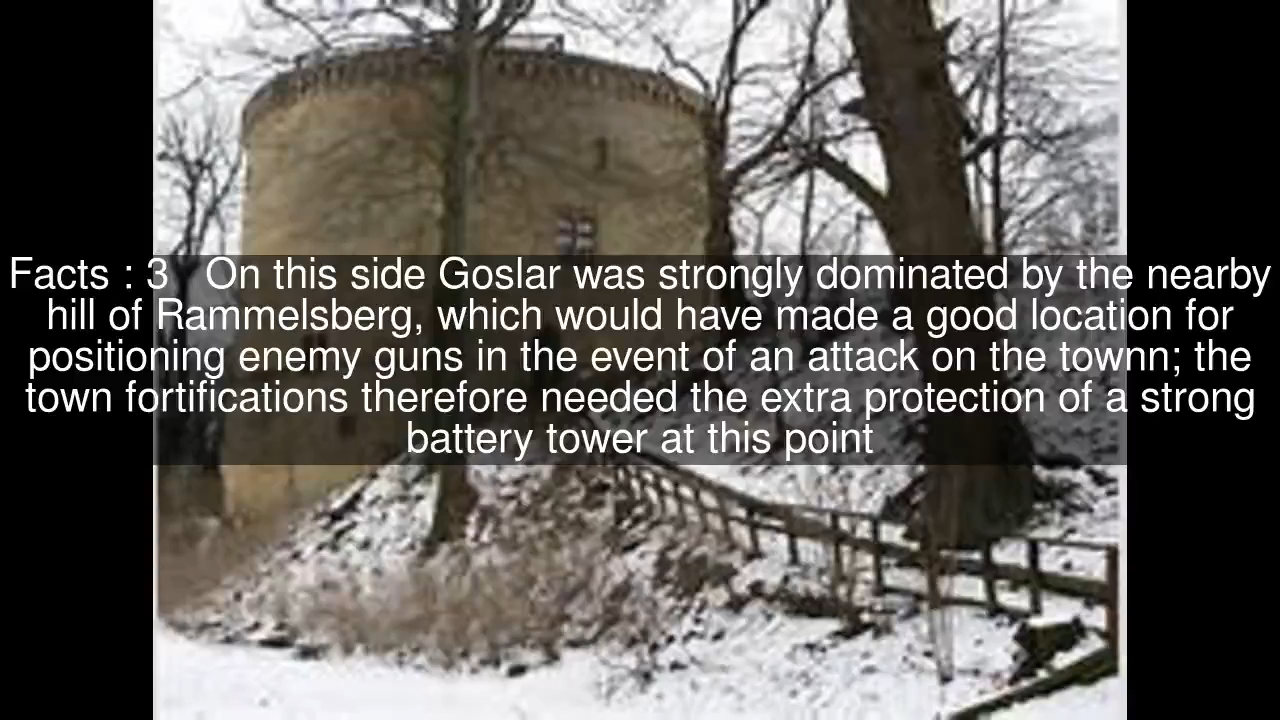 Facts : 3 On this side Goslar was strongly dominated by the nearby
hill of Rammelsberg, which would have made a good location for
positioning enemy guns in the event of an attack on the townn; the
town fortifications therefore needed the extra protection of a strong
battery tower at this point